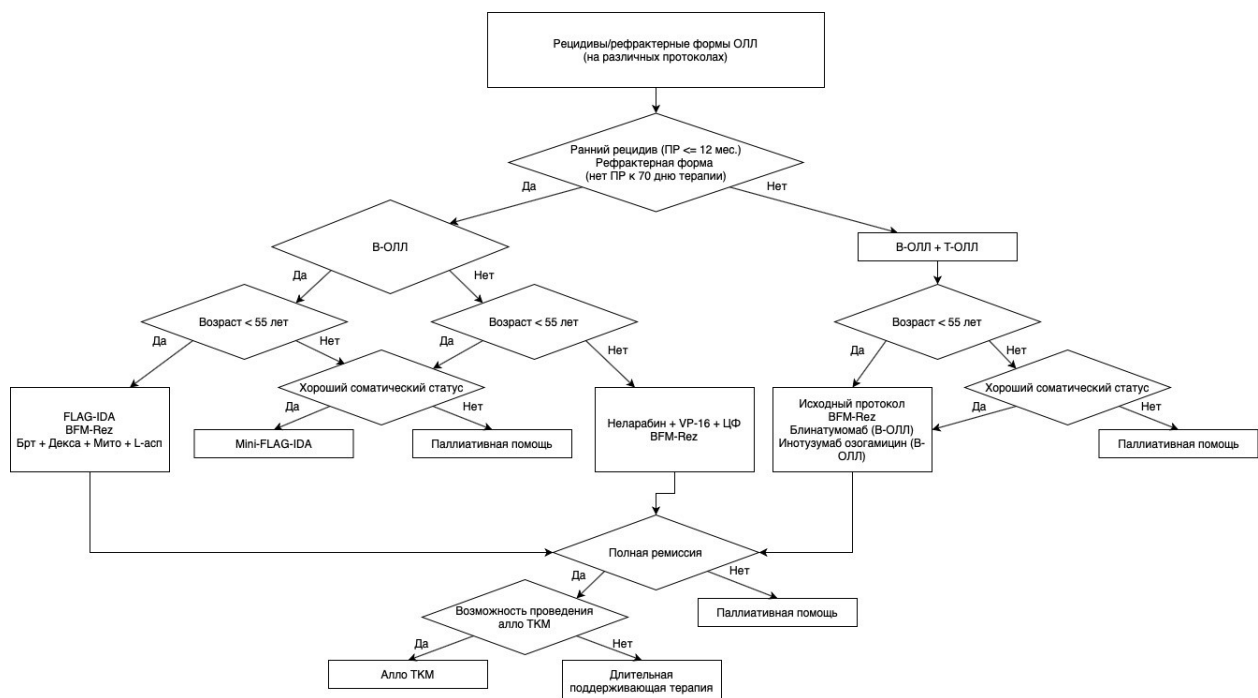 Рецидивы/рефрактерные формы ОЛЛ
(на различных протоколах)
Ранний рецидив (ПР <= 12 мес.)
Рефрактерная форма
(нет ПР к 70 дню терапии)
Да
Нет
В-ОЛЛ
В-ОЛЛ + Т-ОЛЛ
Да
Нет
Возраст < 55 лет
Возраст < 55 лет
Возраст < 55 лет
Да
Нет
Да
Нет
Да
Нет
Хороший соматический статус
Хороший соматический статус
FLAG-IDA
BFM-Rez
Брт + Декса + Мито + L-асп
Да
Нет
Mini-FLAG-IDA
Паллиативная помощь
Неларабин + VP-16 + ЦФ
BFM-Rez
Исходный протокол
BFM-Rez
Блинатумомаб (В-ОЛЛ)
Инотузумаб озогамицин (В-
ОЛЛ)
Да
Нет
Паллиативная помощь
Полная ремиссия
Да
Нет
Возможность проведения
алло ТКМ
Паллиативная помощь
Да
Нет
Алло ТКМ
Длительная
поддерживающая терапия